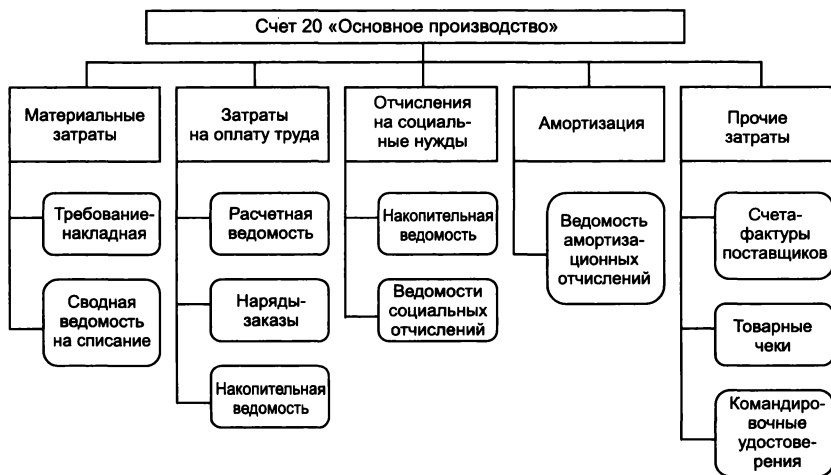 Счет 20 «Основное производство»
Материальные
затраты
Затраты
на оплату труда
Отчисления
на социаль-
ные нужды
Амортизация
Прочие
затраты
Требование-
накладная
Сводная
ведомость
на списание
Расчетная
ведомость
Наряды-
заказы
Накопительная
ведомость
Накопительная
ведомость
Ведомости
социальных
отчислений
Ведомость
амортиза-
ционных
отчислений
Счета-
фактуры
поставщиков
Товарные
чеки
Командиро-
вочные
удостове-
рения